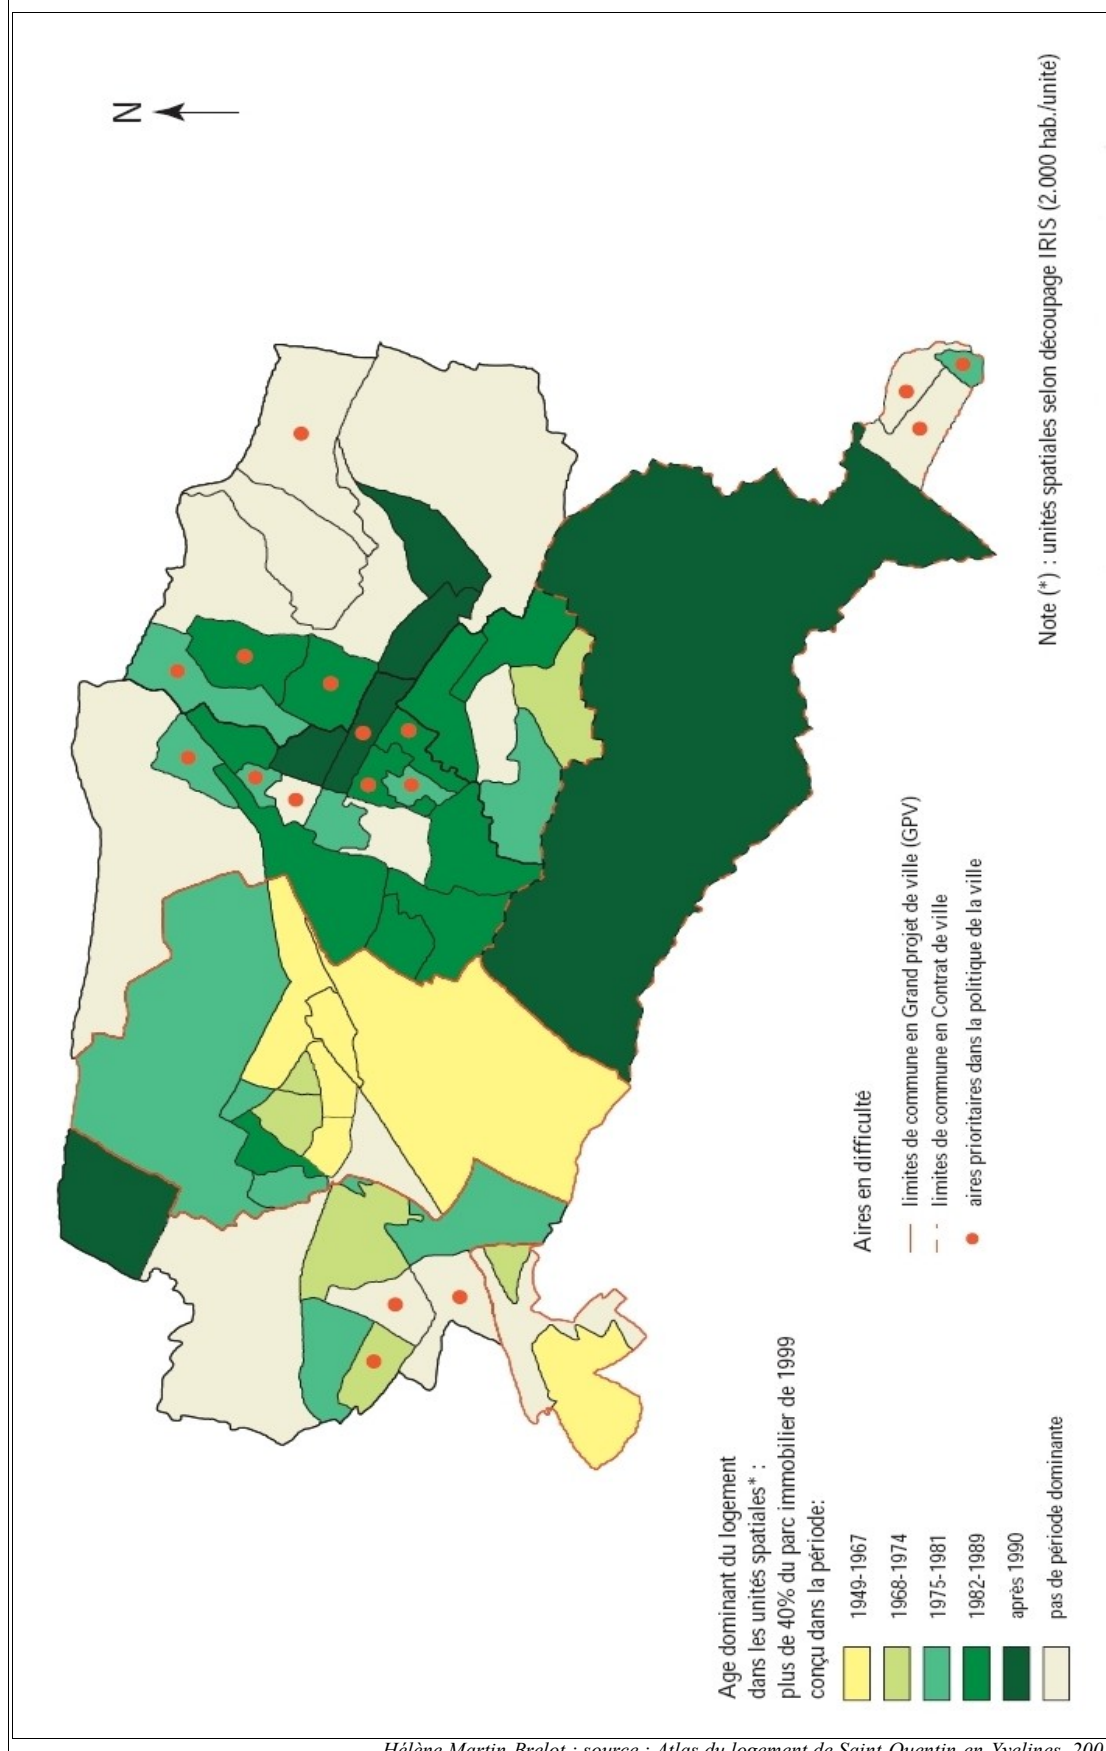 N
Age dominant du logement
dans les unités spatiales* :
plus de 40% du parc immobilier de 1999
conçu dans la période:
1949-1967
1968-1974
1975-1981
1982-1989
après 1990
pas de période dominante
Aires en difficulté
limites de commune en Grand projet de ville (GPV)
limites de commune en Contrat de ville
aires prioritaires dans la politique de la ville
Note (*) : unités spatiales selon découpage IRIS (2.000 hab./unité)
Hélène Martin-Brelot ; source : Atlas du logement de Saint-Quentin-en-Yvelines, 200